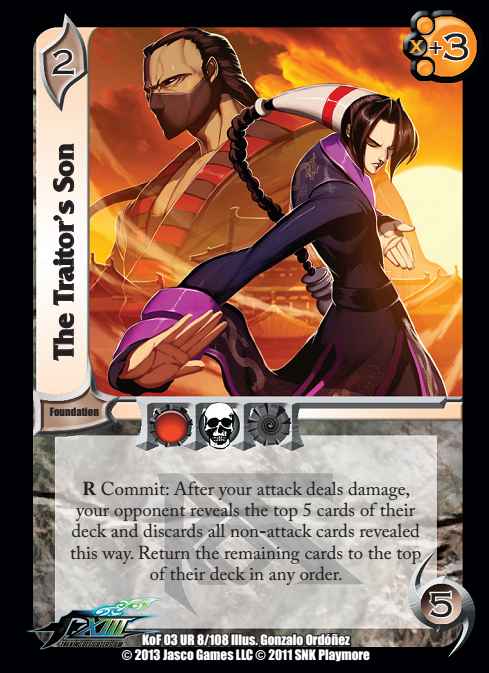 2
X+3
The Traitor's Son
Foundation
R Commit: After your attack deals damage,
your opponent reveals the top 5 cards of their
deck and discards all non-attack cards revealed
this way. Return the remaining cards to the top
of their deck in any order.
5
XIII
KoF 03 UR 8/108 Illus. Gonzalo Ordóñez
© 2013 Jasco Games LLC © 2011 SNK Playmore